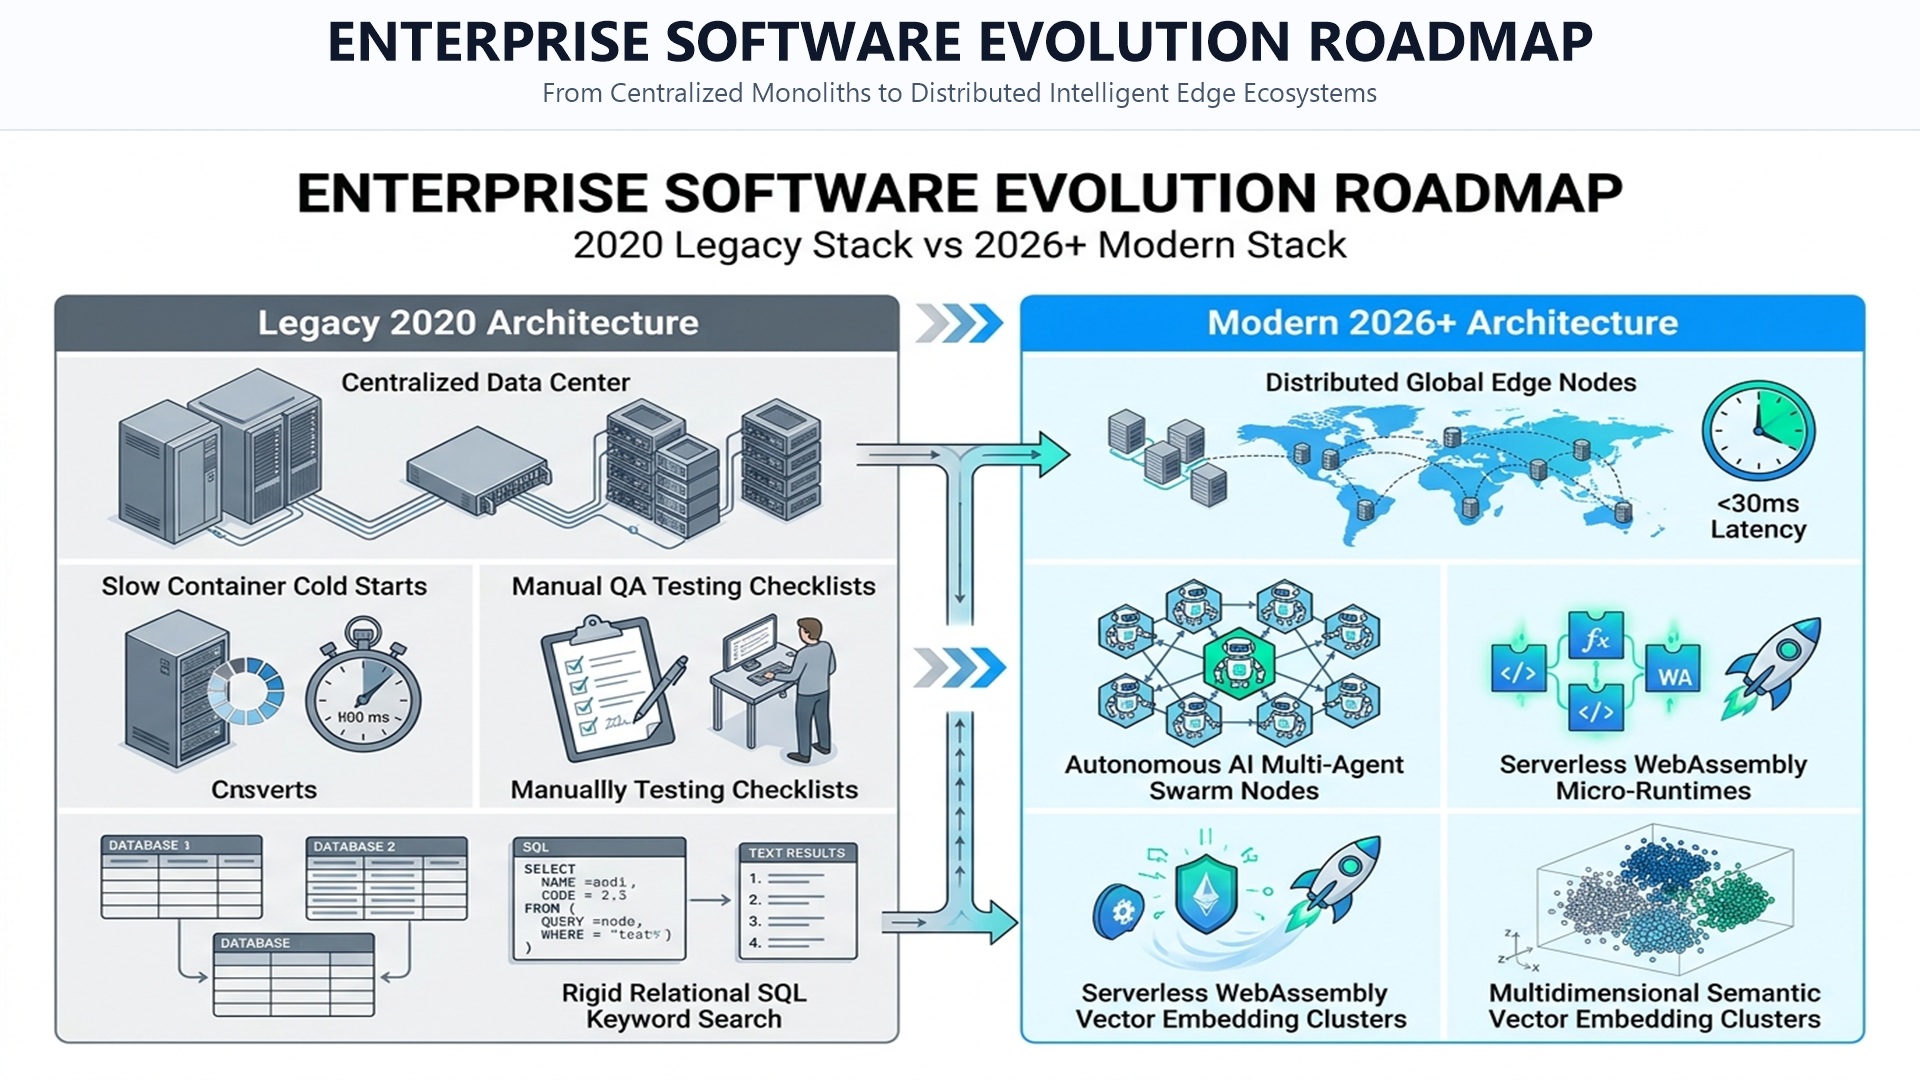 ENTERPRISE SOFTWARE EVOLUTION ROADMAP
From Centralized Monoliths to Distributed Intelligent Edge Ecosystems
ENTERPRISE SOFTWARE EVOLUTION ROADMAP
2020 Legacy Stack vs 2026+ Modern Stack
Legacy 2020 Architecture
Centralized Data Center
Slow Container Cold Starts
H00 ms
Cnsverts
Manual QA Testing Checklists
Manuallly Testing Checklists
DATABASE 1
DATABASE 2
DATABASE
SQL
SELECT
NAME =aodi,
CODE = 2,S
FROM (
QUERY =node,
WHERE =
)
TEXT RESULTS
1.
2.
3.
4.
Rigid Relational SQL
Keyword Search
Modern 2026+ Architecture
Distributed Global Edge Nodes
<30ms
Latency
Autonomous AI Multi-Agent
Swarm Nodes
</>
fx
</>
WA
Serverless WebAssembly
Micro-Runtimes
Serverless WebAssembly
Vector Embedding Clusters
z
z
x
Multidimensional Semantic
Vector Embedding Clusters